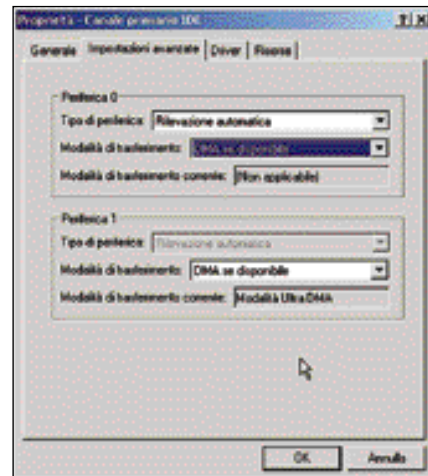 Proprietà - Canale primario IDE
Generale Impostazioni avanzate Driver Risorse
Periferica 0
Tipo di periferica: Rilevazione automatica
Modalità di trasferimento: DMA se disponibile
Modalità di trasferimento corrente: (Non applicabile)
Periferica 1
Tipo di periferica: Rilevazione automatica
Modalità di trasferimento: DMA se disponibile
Modalità di trasferimento corrente: Modalità Ultra DMA
OK Annulla